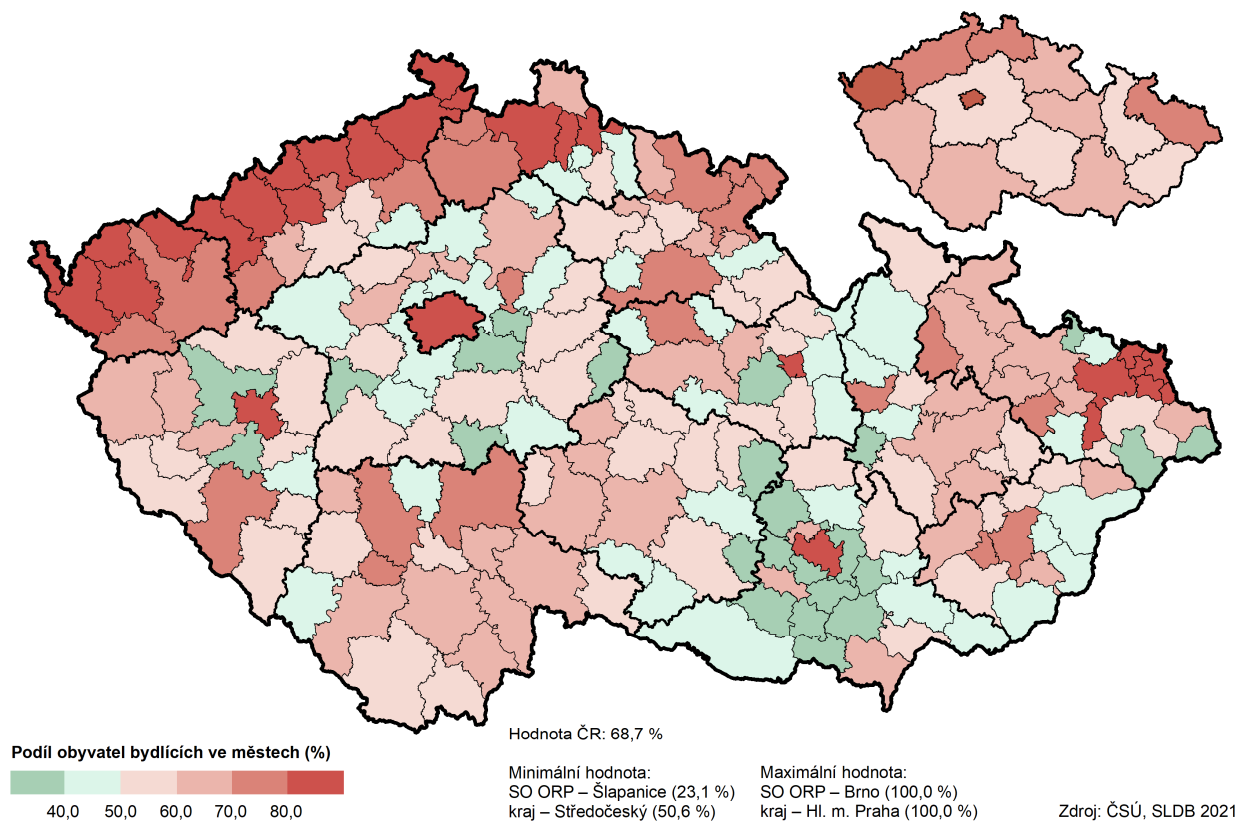 Hodnota ČR: 68,7 %
Podíl obyvatel bydlících ve městech (%)
40,0 50,0 60,0 70,0 80,0
Minimální hodnota:
SO ORP – Šlapanice (23,1 %)
kraj – Středočeský (50,6 %)
Maximální hodnota:
SO ORP – Brno (100,0 %)
kraj – Hl. m. Praha (100,0 %)
Zdroj: ČSÚ, SLDB 2021